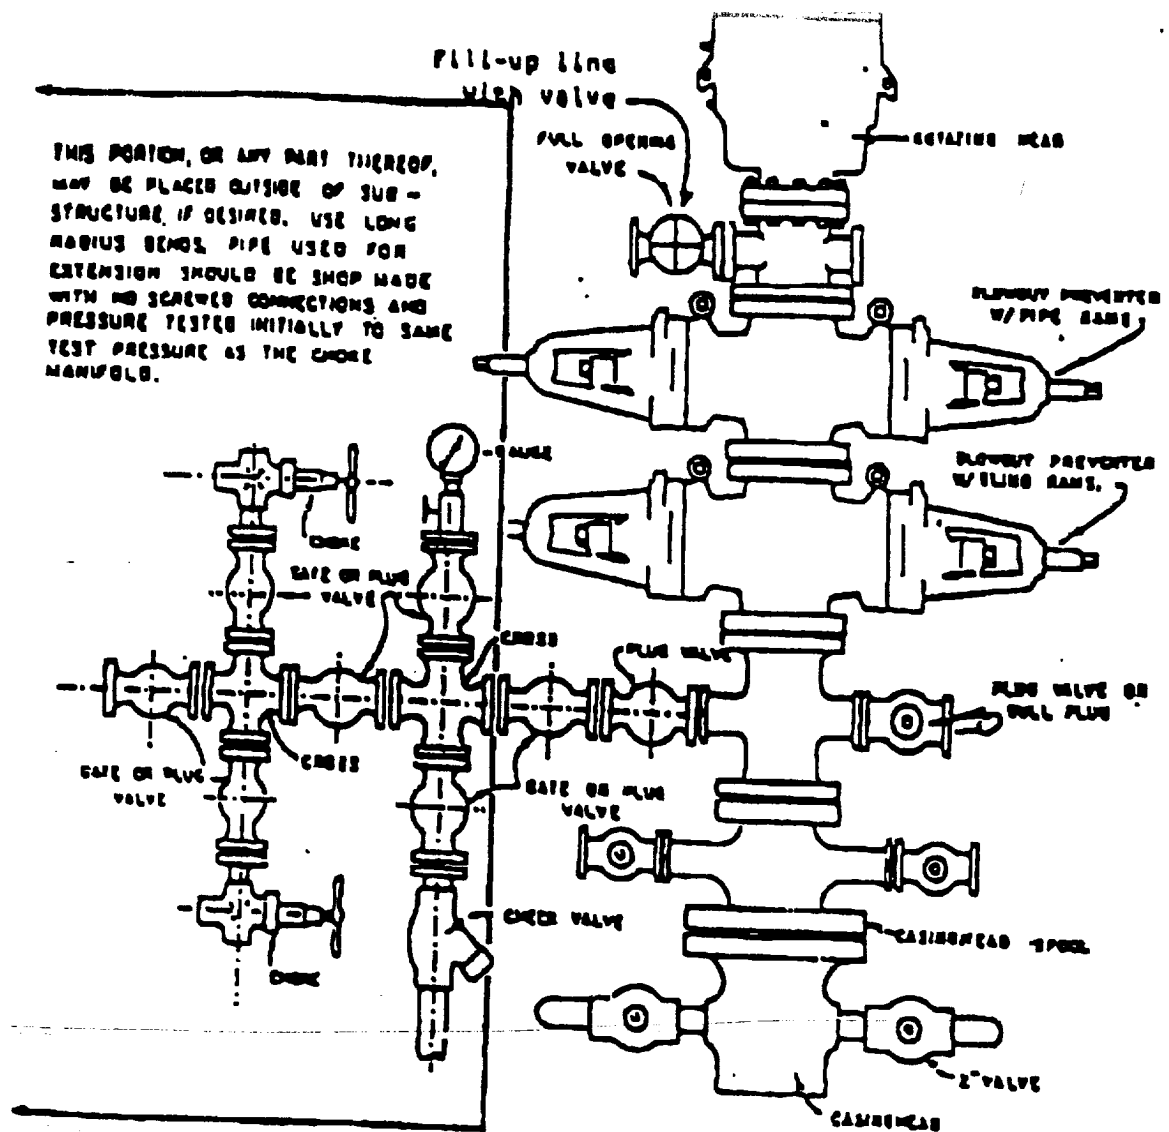 Fill-up line
with valve
FULL OPENING
VALVE
ROTATING HEAD
THIS PORTION, OR ANY PART THEREOF,
MAY BE PLACED OUTSIDE OF SUB-
STRUCTURE, IF DESIRED. USE LONG
RADIUS BENDS. PIPE USED FOR
EXTENSION SHOULD BE SHOP MADE
WITH NO SCREWED CONNECTIONS AND
PRESSURE TESTED INITIALLY TO SAME
TEST PRESSURE AS THE CHOKE
MANIFOLD.
BLOWOUT PREVENTER
W/ PIPE RAMS.
GAUGE
BLOWOUT PREVENTER
W/ BLIND RAMS.
CHOKE
GATE OR PLUG
VALVE
CROSS
PLUG VALVE
PLUG VALVE OR
BULL PLUG
CROSS
GATE OR PLUG
VALVE
GATE OR PLUG
VALVE
CHECK VALVE
CASINGHEAD SPOOL
CHOKE
2" VALVE
CASINGHEAD